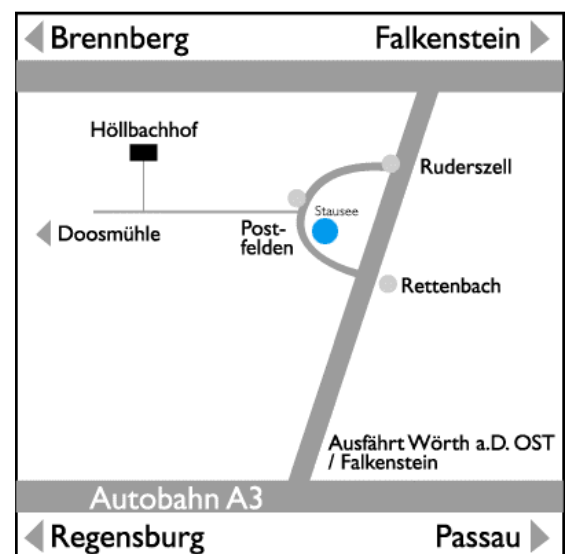 Brennberg
Falkenstein
Höllbachhof
Ruderszell
Stausee
Doosmühle
Post-
felden
Rettenbach
Ausfährt Wörth a.D. OST
/ Falkenstein
Autobahn A3
Regensburg
Passau